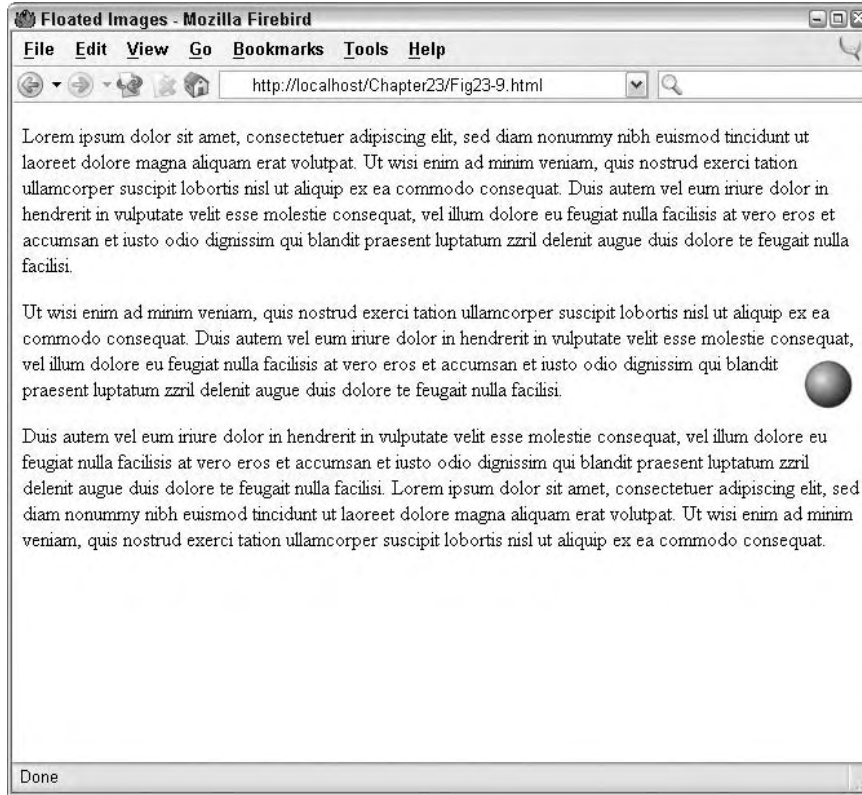 Floated Images - Mozilla Firebird
File Edit View Go Bookmarks Tools Help
http://localhost/Chapter23/Fig23-9.html
Lorem ipsum dolor sit amet, consectetuer adipiscing elit, sed diam nonummy nibh euismod tincidunt ut
laoreet dolore magna aliquam erat volutpat. Ut wisi enim ad minim veniam, quis nostrud exerci tation
ullamcorper suscipit lobortis nisl ut aliquip ex ea commodo consequat. Duis autem vel eum iriure dolor in
hendrerit in vulputate velit esse molestie consequat, vel illum dolore eu feugiat nulla facilisis at vero eros et
accumsan et iusto odio dignissim qui blandit praesent luptatum zzril delenit augue duis dolore te feugait nulla
facilisi.
Ut wisi enim ad minim veniam, quis nostrud exerci tation ullamcorper suscipit lobortis nisl ut aliquip ex ea
commodo consequat. Duis autem vel eum iriure dolor in hendrerit in vulputate velit esse molestie consequat,
vel illum dolore eu feugiat nulla facilisis at vero eros et accumsan et iusto odio dignissim qui blandit
praesent luptatum zzril delenit augue duis dolore te feugait nulla facilisi.
Duis autem vel eum iriure dolor in hendrerit in vulputate velit esse molestie consequat, vel illum dolore eu
feugiat nulla facilisis at vero eros et accumsan et iusto odio dignissim qui blandit praesent luptatum zzril
delenit augue duis dolore te feugait nulla facilisi. Lorem ipsum dolor sit amet, consectetuer adipiscing elit, sed
diam nonummy nibh euismod tincidunt ut laoreet dolore magna aliquam erat volutpat. Ut wisi enim ad minim
veniam, quis nostrud exerci tation ullamcorper suscipit lobortis nisl ut aliquip ex ea commodo consequat.
Done